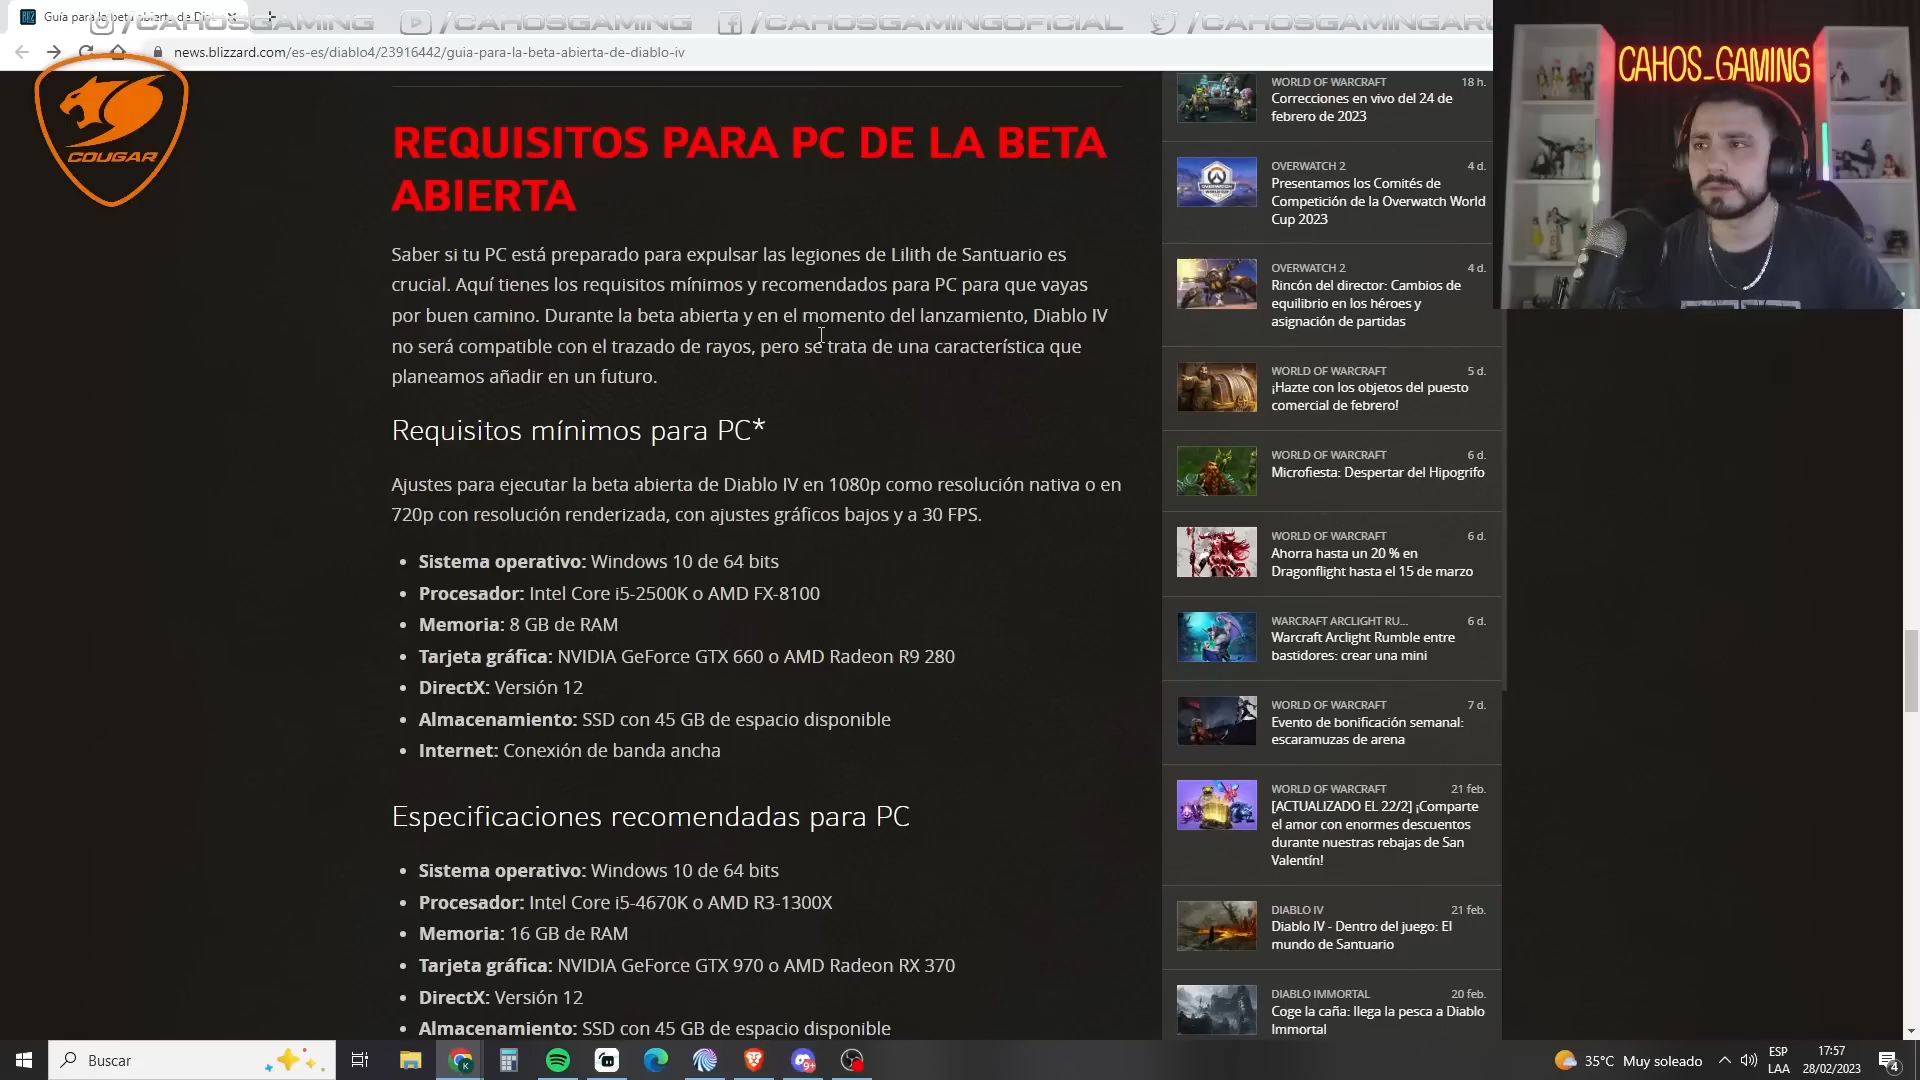 Guía para la beta abierta de Diab
/CAHOSGAMING
/CAHOSGAMING
/CAHOSGAMINGOFICIAL
/CAHOSGAMINGARG
news.blizzard.com/es-es/diablo4/23916442/guia-para-la-beta-abierta-de-diablo-iv
COUGAR
CAHOS_GAMING
REQUISITOS PARA PC DE LA BETA
ABIERTA
Saber si tu PC está preparado para expulsar las legiones de Lilith de Santuario es
crucial. Aquí tienes los requisitos mínimos y recomendados para PC para que vayas
por buen camino. Durante la beta abierta y en el momento del lanzamiento, Diablo IV
no será compatible con el trazado de rayos, pero se trata de una característica que
planeamos añadir en un futuro.
Requisitos mínimos para PC*
Ajustes para ejecutar la beta abierta de Diablo IV en 1080p como resolución nativa o en
720p con resolución renderizada, con ajustes gráficos bajos y a 30 FPS.
• Sistema operativo: Windows 10 de 64 bits
• Procesador: Intel Core i5-2500K o AMD FX-8100
• Memoria: 8 GB de RAM
• Tarjeta gráfica: NVIDIA GeForce GTX 660 o AMD Radeon R9 280
• DirectX: Versión 12
• Almacenamiento: SSD con 45 GB de espacio disponible
• Internet: Conexión de banda ancha
Especificaciones recomendadas para PC
• Sistema operativo: Windows 10 de 64 bits
• Procesador: Intel Core i5-4670K o AMD R3-1300X
• Memoria: 16 GB de RAM
• Tarjeta gráfica: NVIDIA GeForce GTX 970 o AMD Radeon RX 370
• DirectX: Versión 12
• Almacenamiento: SSD con 45 GB de espacio disponible
WORLD OF WARCRAFT 18 h.
Correcciones en vivo del 24 de
febrero de 2023
OVERWATCH 2 4 d.
Presentamos los Comités de
Competición de la Overwatch World
Cup 2023
OVERWATCH 2 4 d.
Rincón del director: Cambios de
equilibrio en los héroes y
asignación de partidas
WORLD OF WARCRAFT 5 d.
¡Hazte con los objetos del puesto
comercial de febrero!
WORLD OF WARCRAFT 6 d.
Microfiesta: Despertar del Hipogrifo
WORLD OF WARCRAFT 6 d.
Ahorra hasta un 20 % en
Dragonflight hasta el 15 de marzo
WARCRAFT ARCLIGHT RU... 6 d.
Warcraft Arclight Rumble entre
bastidores: crear una mini
WORLD OF WARCRAFT 7 d.
Evento de bonificación semanal:
escaramuzas de arena
WORLD OF WARCRAFT 21 feb.
[ACTUALIZADO EL 22/2] ¡Comparte
el amor con enormes descuentos
durante nuestras rebajas de San
Valentín!
DIABLO IV 21 feb.
Diablo IV - Dentro del juego: El
mundo de Santuario
DIABLO IMMORTAL 20 feb.
Coge la caña: llega la pesca a Diablo
Immortal
Buscar
35°C Muy soleado
ESP
LAA
17:57
28/02/2023